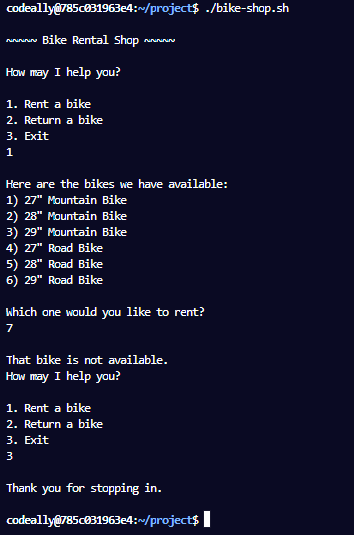 codeally@785c031963e4:~/project$ ./bike-shop.sh
~~~~~ Bike Rental Shop ~~~~~
How may I help you?
1. Rent a bike
2. Return a bike
3. Exit
1
Here are the bikes we have available:
1) 27" Mountain Bike
2) 28" Mountain Bike
3) 29" Mountain Bike
4) 27" Road Bike
5) 28" Road Bike
6) 29" Road Bike
Which one would you like to rent?
7
That bike is not available.
How may I help you?
1. Rent a bike
2. Return a bike
3. Exit
3
Thank you for stopping in.
codeally@785c031963e4:~/project$